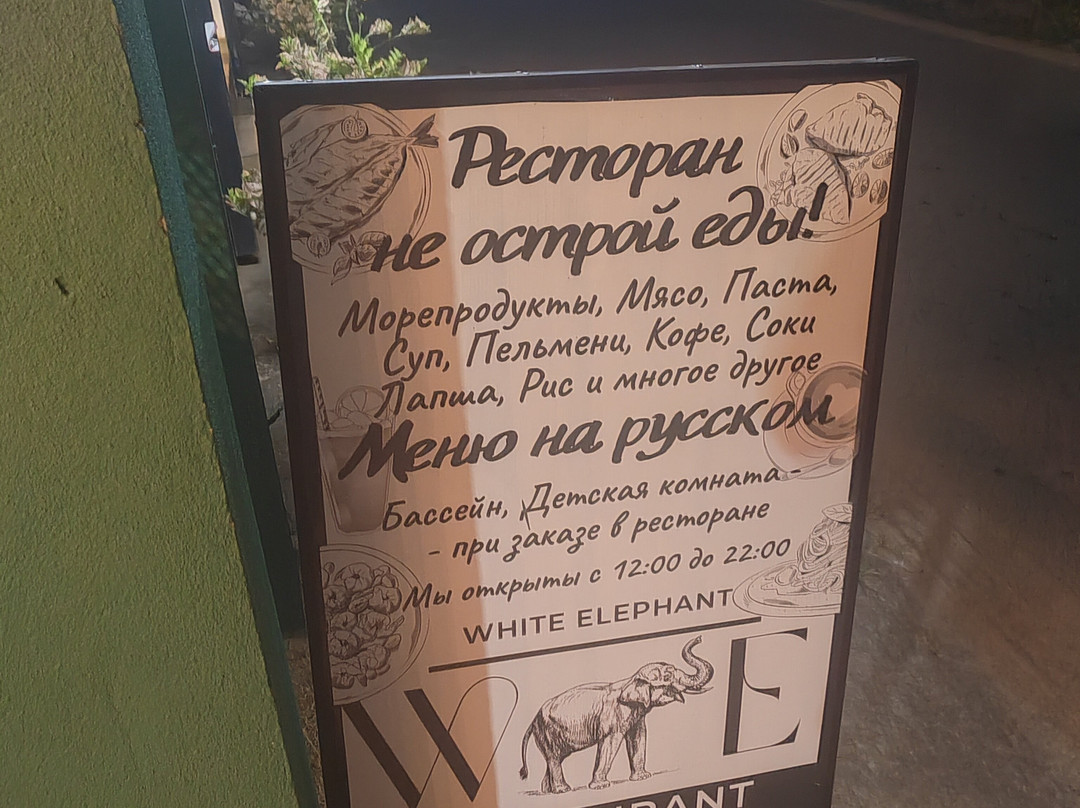 Ресторан
не острой еды!
Морепродукты, Мясо, Паста,
Суп, Пельмени, Кофе, Соки
Лапша, Рис и многое другое
Меню на русском
Бассейн, Детская комната -
- при заказе в ресторане
Мы открыты с 12:00 до 22:00
WHITE ELEPHANT
W E